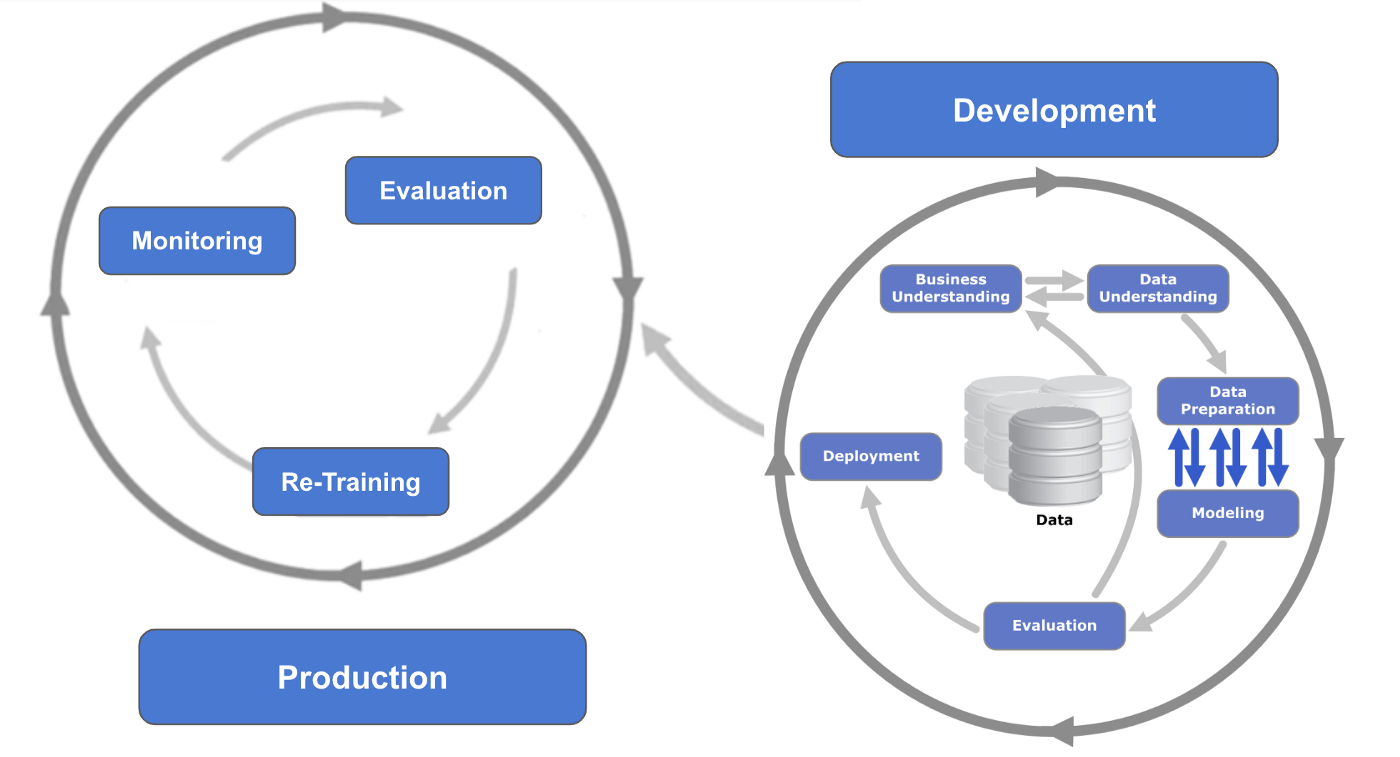 Development
Evaluation
Monitoring
Re-Training
Production
Business
Understanding
Data
Understanding
Data
Preparation
Deployment
Modeling
Data
Evaluation